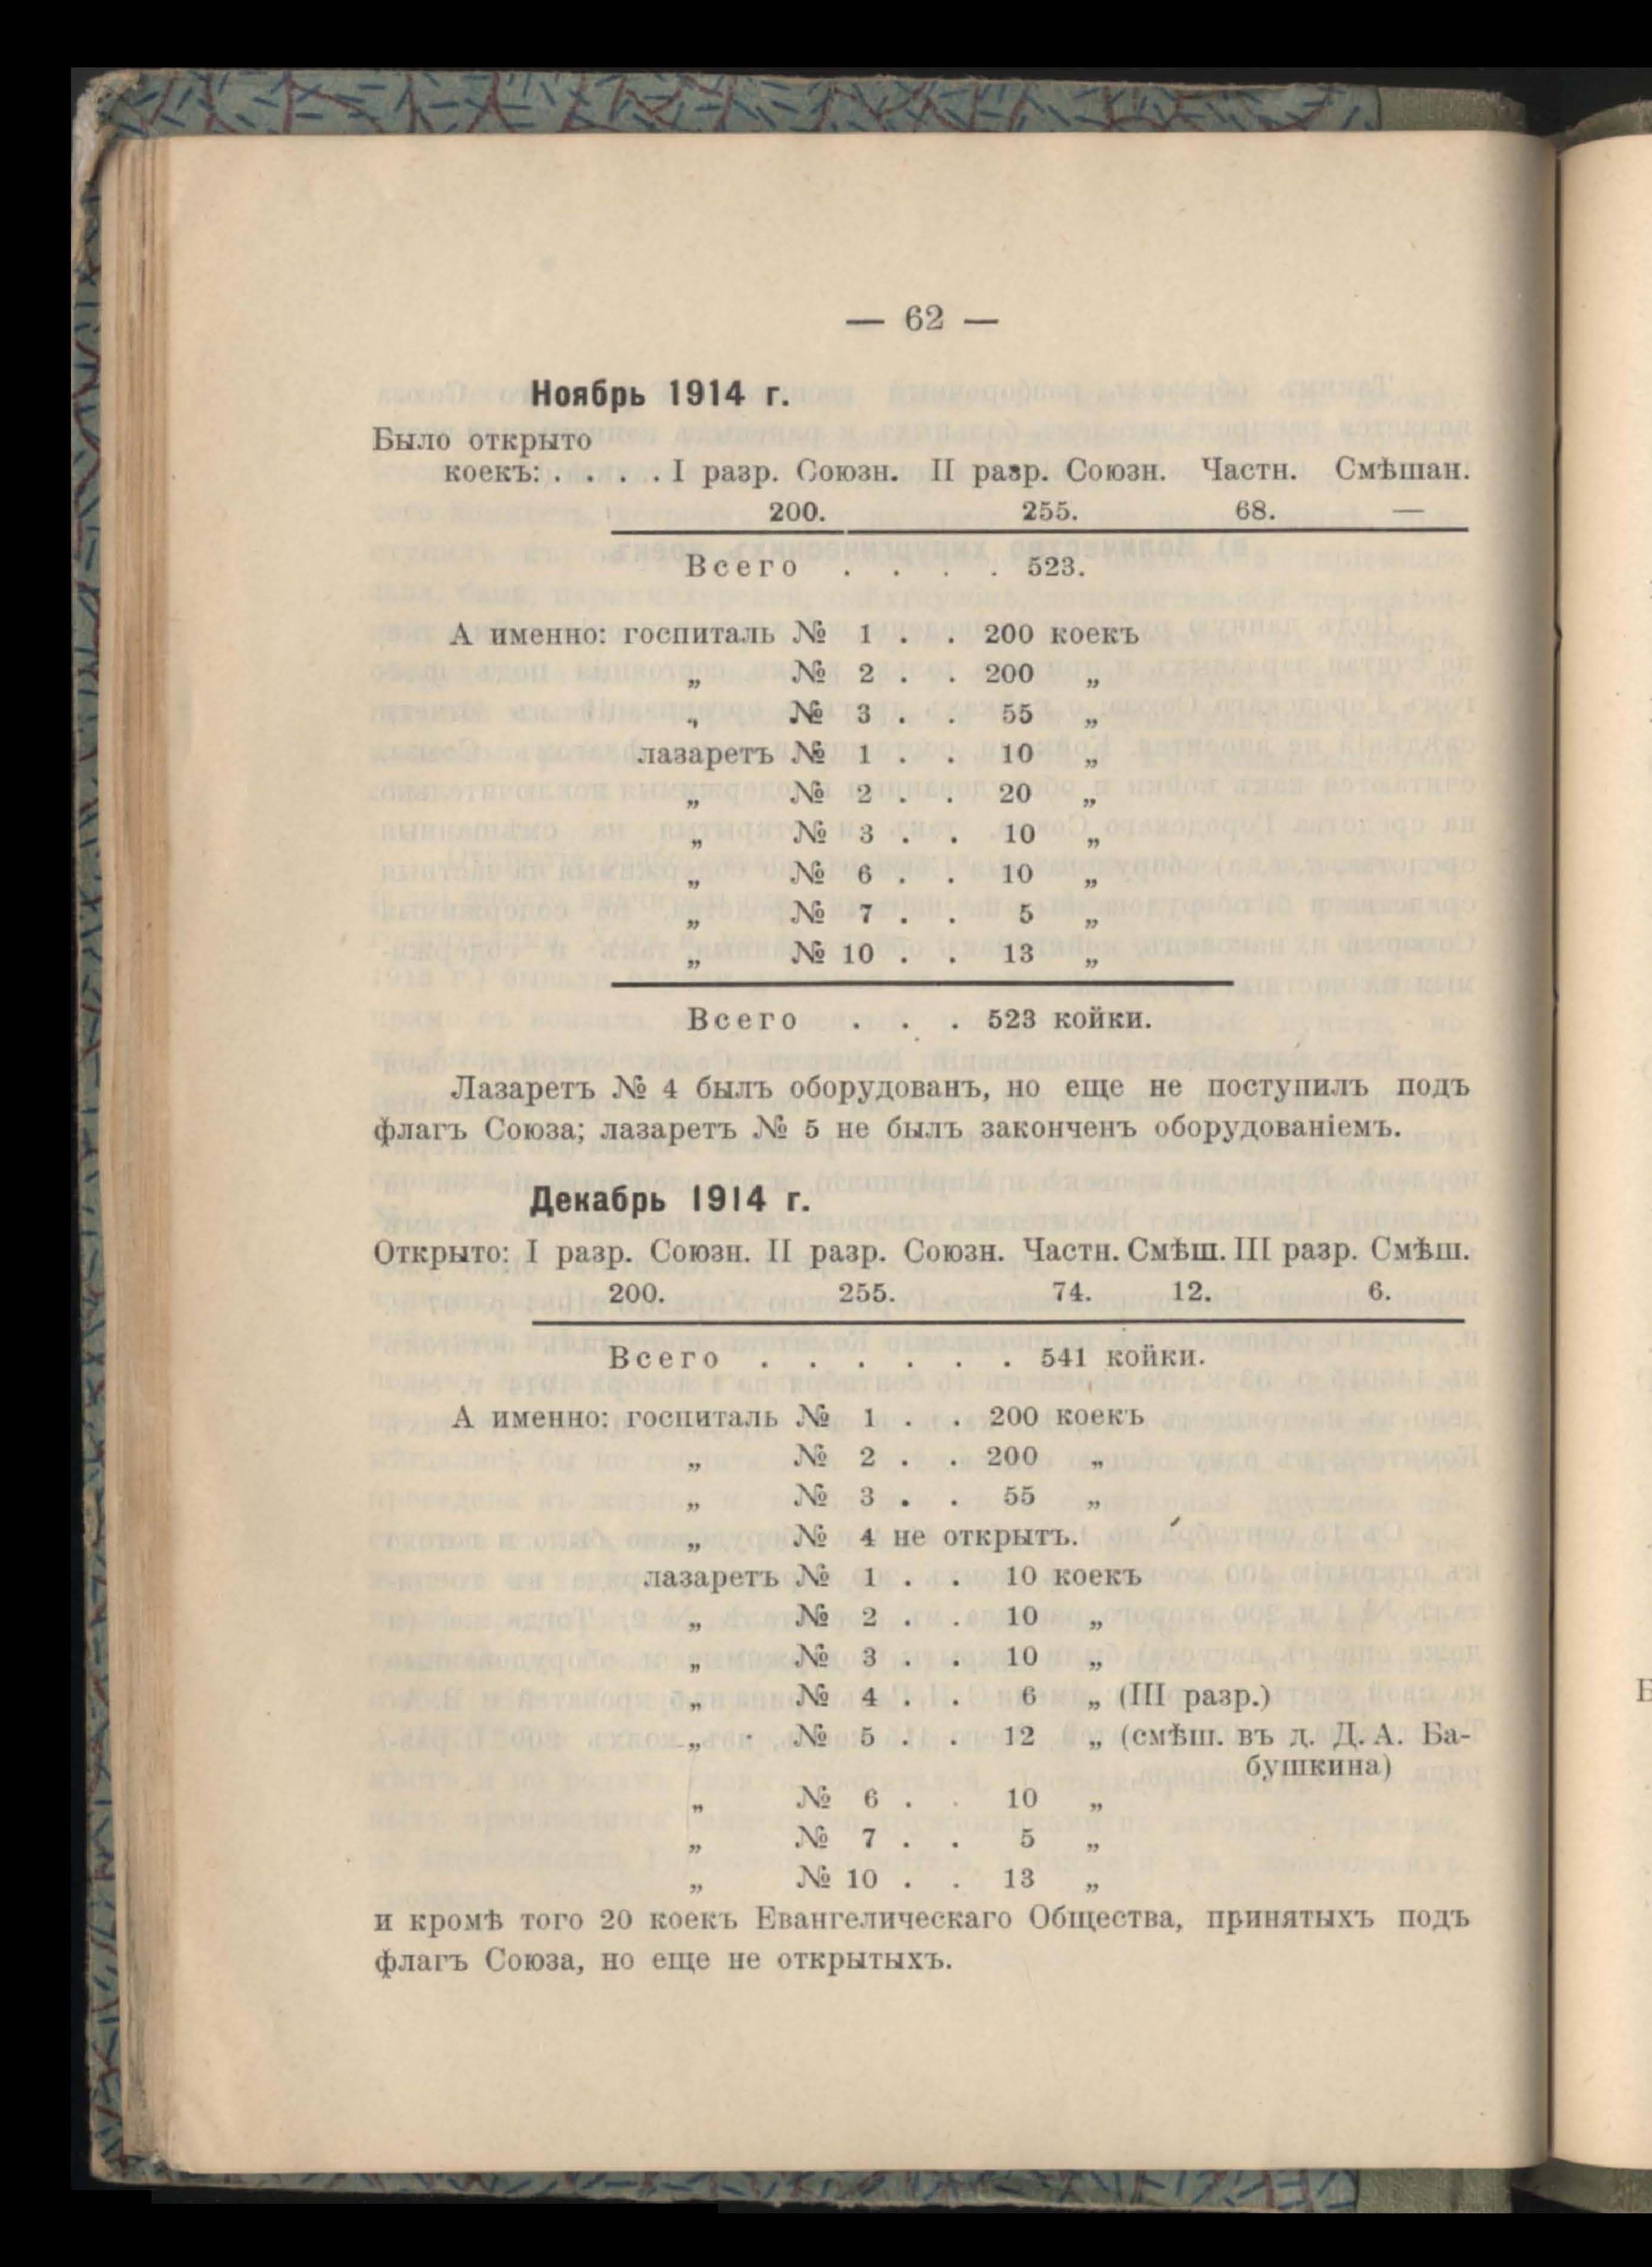 — 62 —
Ноябрь 1914 г.
Было открыто
коекъ: . . . . I разр. Союзн. II разр. Союзн. Частн. Смѣшан.
200. 255. 68. —
Всего . . . . 523.
А именно: госпиталь № 1 . . 200 коекъ
„ № 2 . . 200 „
„ № 3 . . 55 „
лазаретъ № 1 . . 10 „
„ № 2 . . 20 „
„ № 3 . . 10 „
„ № 6 . . 10 „
„ № 7 . . 5 „
„ № 10 . . 13 „
Всего . . . 523 койки.
Лазаретъ № 4 былъ оборудованъ, но еще не поступилъ подъ
флагъ Союза; лазаретъ № 5 не былъ законченъ оборудованіемъ.
Декабрь 1914 г.
Открыто: I разр. Союзн. II разр. Союзн. Частн. Смѣш. III разр. Смѣш.
200. 255. 74. 12. 6.
Всего . . . . . . 541 койки.
А именно: госпиталь № 1 . . 200 коекъ
„ № 2 . . 200 „
„ № 3 . . 55 „
„ № 4 не открытъ.
лазаретъ № 1 . . 10 коекъ
„ № 2 . . 10 „
„ № 3 . . 10 „
„ № 4 . . 6 „ (III разр.)
„ № 5 . . 12 „ (смѣш. въ д. Д. А. Ба-
бушкина)
„ № 6 . . 10 „
„ № 7 . . 5 „
„ № 10 . . 13 „
и кромѣ того 20 коекъ Евангелическаго Общества, принятыхъ подъ
флагъ Союза, но еще не открытыхъ.